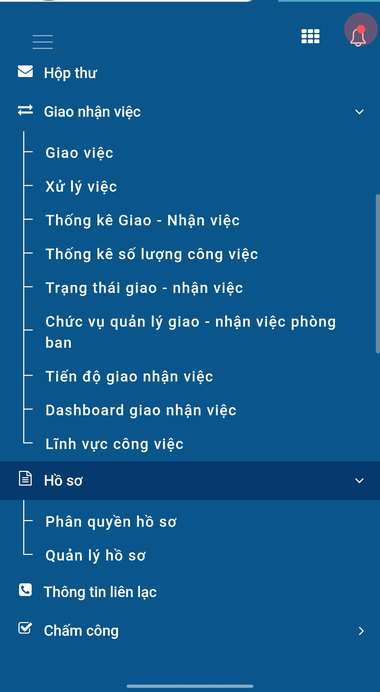 Hộp thư
Giao nhận việc
Giao việc
Xử lý việc
Thống kê Giao - Nhận việc
Thống kê số lượng công việc
Trạng thái giao - nhận việc
Chức vụ quản lý giao - nhận việc phòng
ban
Tiến độ giao nhận việc
Dashboard giao nhận việc
Lĩnh vực công việc
Hồ sơ
Phân quyền hồ sơ
Quản lý hồ sơ
Thông tin liên lạc
Chấm công